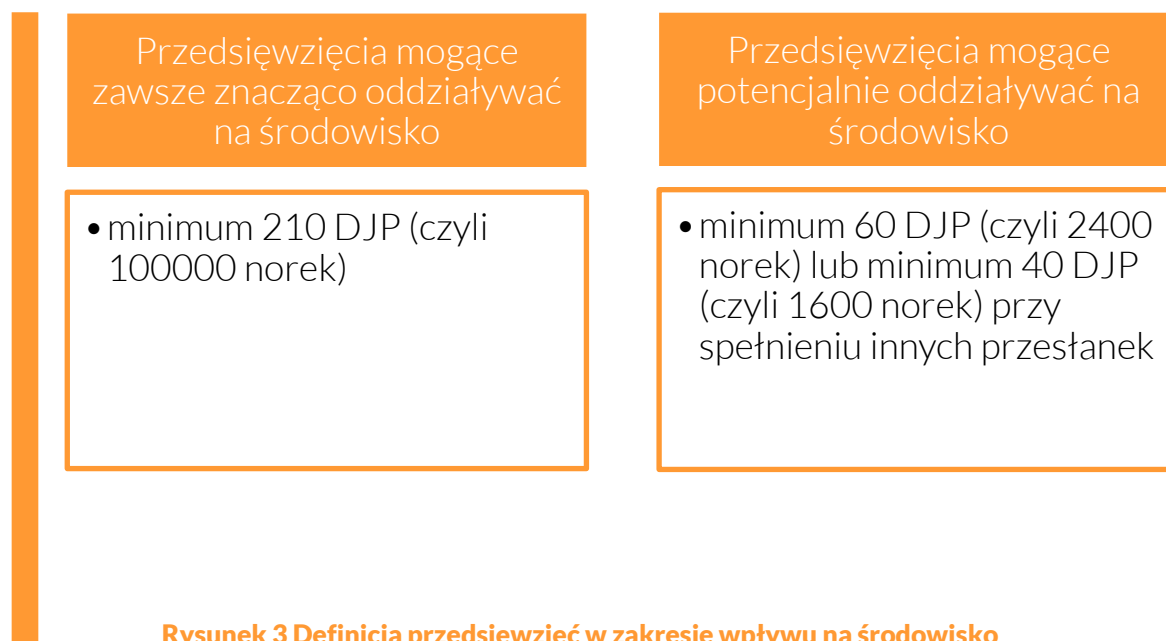 Przedsięwzięcia mogące
zawsze znacząco oddziaływać
na środowisko
• minimum 210 DJP (czyli
100000 norek)
Przedsięwzięcia mogące
potencjalnie oddziaływać na
środowisko
• minimum 60 DJP (czyli 2400
norek) lub minimum 40 DJP
(czyli 1600 norek) przy
spełnieniu innych przesłanek
Rysunek 3 Definicja przedsięwzięć w zakresie wpływu na środowisko